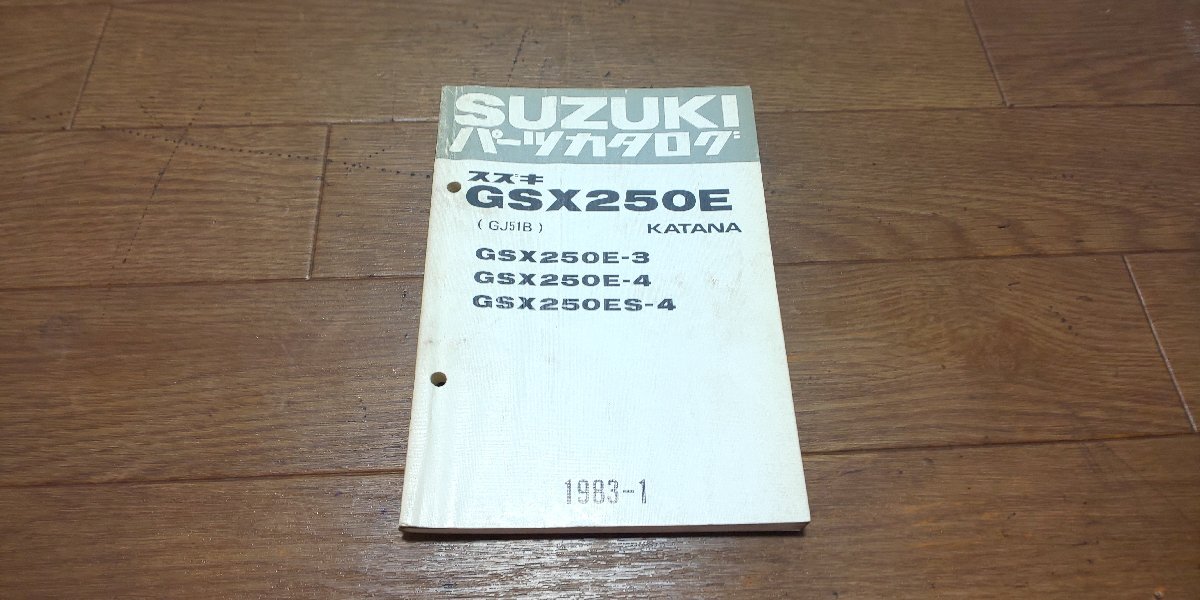 SUZUKI
パーツカタログ
スズキ
GSX250E
(GJ51B) KATANA
GSX250E-3
GSX250E-4
GSX250ES-4
1983-1